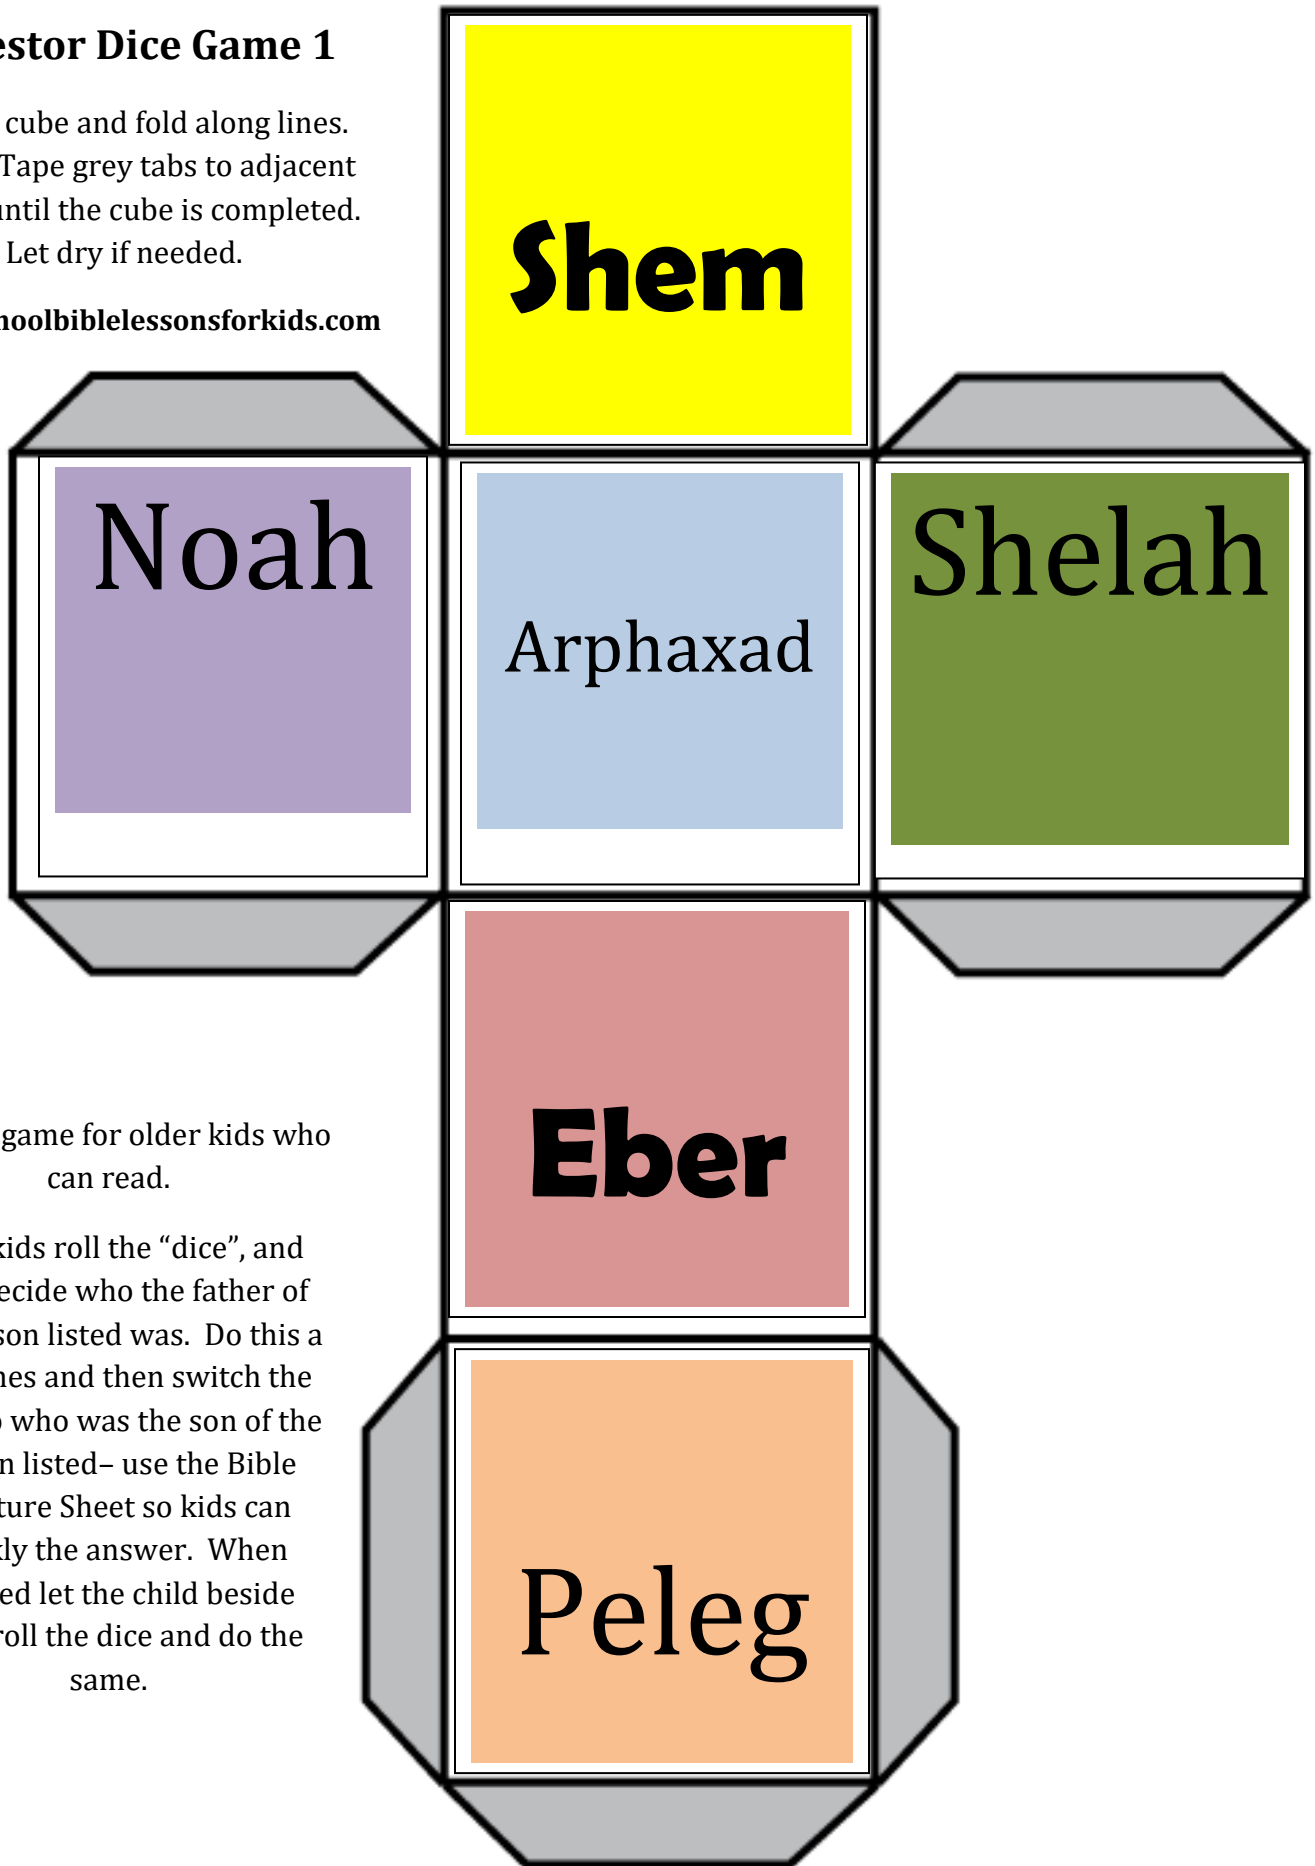 estor Dice Game 1
cube and fold along lines.
Tape grey tabs to adjacent
until the cube is completed.
Let dry if needed.
hoolbiblelessonsforkids.com
Shem
Noah
Arphaxad
Shelah
Eber
game for older kids who
can read.
kids roll the “dice”, and
ecide who the father of
son listed was. Do this a
nes and then switch the
who was the son of the
n listed– use the Bible
ture Sheet so kids can
ly the answer. When
ed let the child beside
roll the dice and do the
same.
Peleg